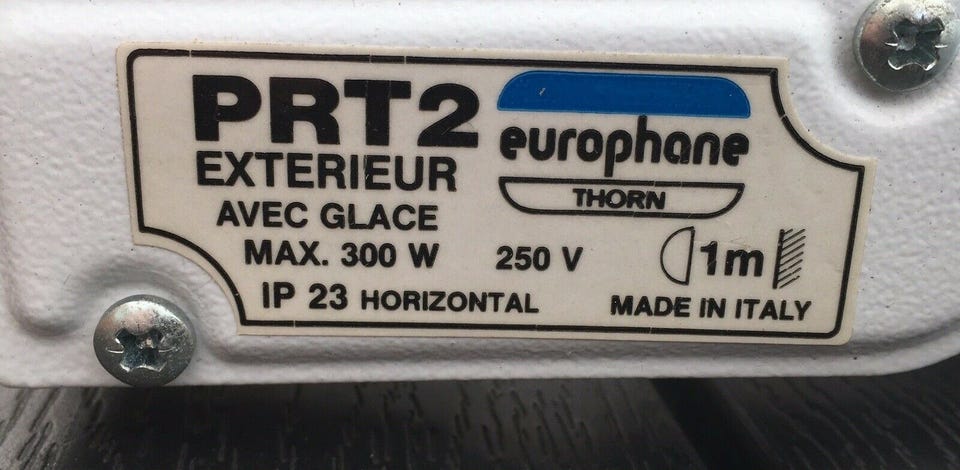 PRT2
europhane
EXTERIEUR
THORN
AVEC GLACE
MAX. 300 W 250 V 1m
IP 23 HORIZONTAL MADE IN ITALY